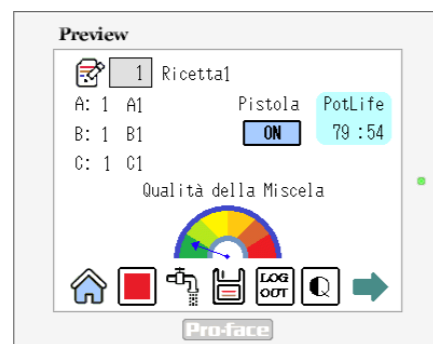 Preview
1 Ricetta1
A: 1 A1 Pistola PotLife
B: 1 B1 ON 79 :54
C: 1 C1
Qualità della Miscela
LOG
OUT
Pro-face